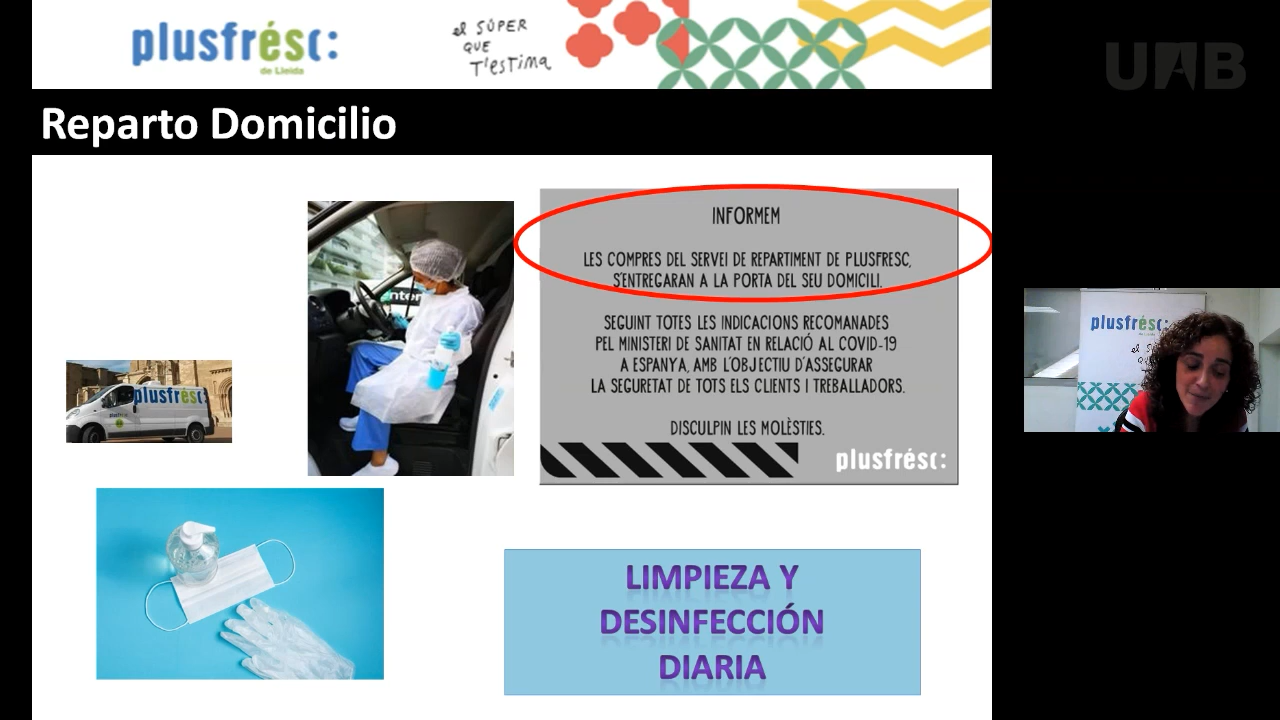 plusfrésc:
de Lleida
el SÚPER
QUE
T'ESTIMA
UAB
Reparto Domicilio
INFORMEM
LES COMPRES DEL SERVEI DE REPARTIMENT DE PLUSFRESC,
S'ENTREGARAN A LA PORTA DEL SEU DOMICILI.
SEGUINT TOTES LES INDICACIONS RECOMANADES
PEL MINISTERI DE SANITAT EN RELACIÓ AL COVID-19
A ESPANYA, AMB L'OBJECTIU D'ASSEGURAR
LA SEGURETAT DE TOTS ELS CLIENTS I TREBALLADORS.
DISCULPIN LES MOLÈSTIES.
plusfrésc:
plusfrésc:
plusfrésc:
LIMPIEZA Y
DESINFECCIÓN
DIARIA